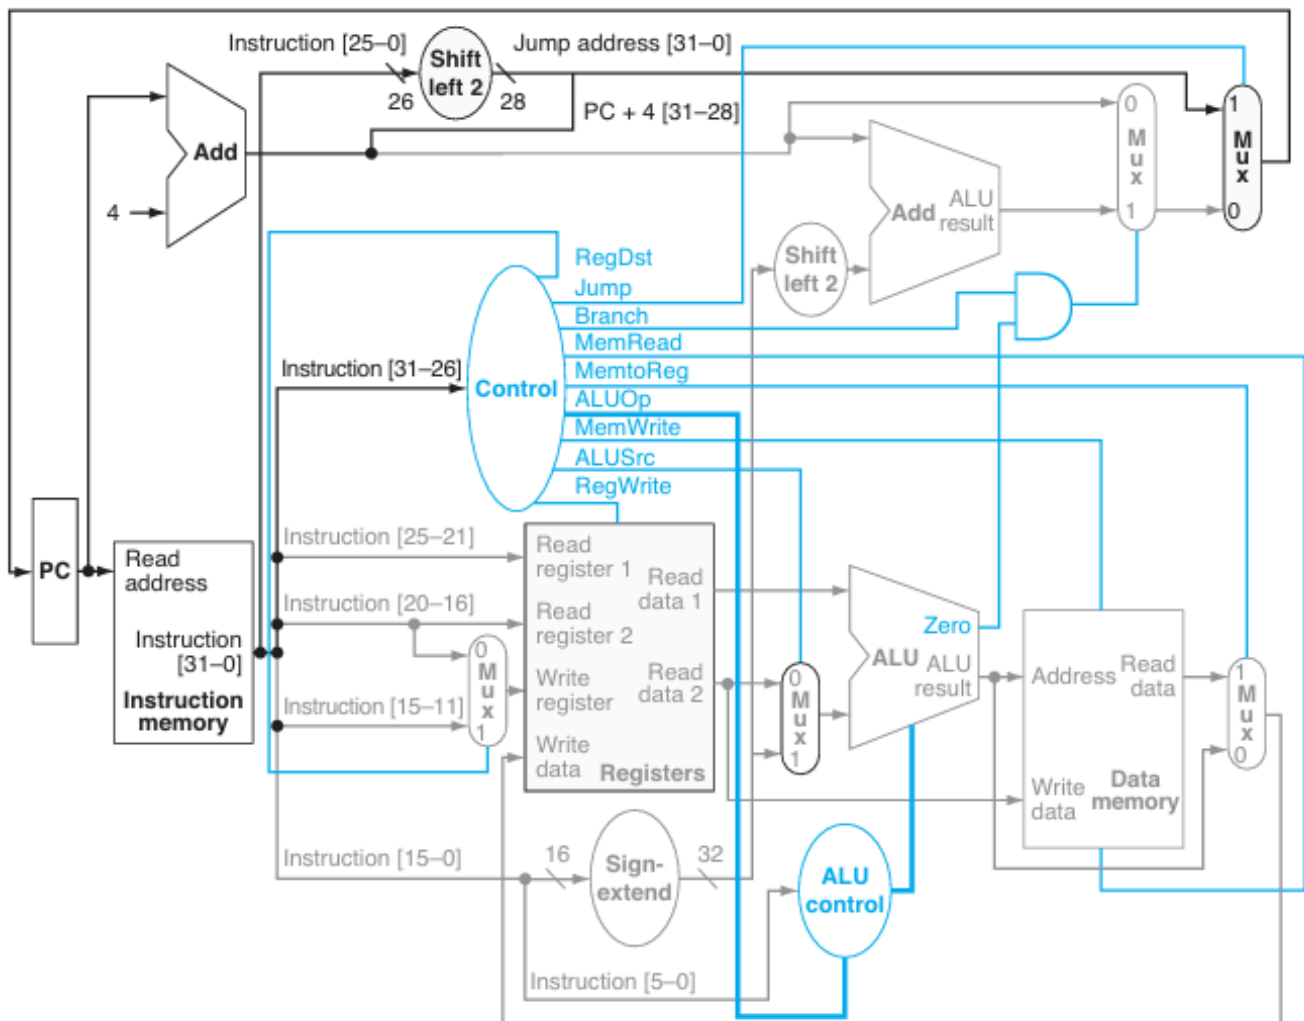 Instruction [25–0]
Shift
left 2
Jump address [31–0]
26
28
PC + 4 [31–28]
Add
4
0
M
u
x
1
1
M
u
x
0
Add
ALU
result
Shift
left 2
RegDst
Jump
Branch
MemRead
MemtoReg
ALUOp
MemWrite
ALUSrc
RegWrite
Instruction [31–26]
Control
PC
Read
address
Instruction
[31–0]
Instruction
memory
Instruction [25–21]
Instruction [20–16]
Instruction [15–11]
0
M
u
x
1
Read
register 1
Read
register 2
Write
register
Write
data
Read
data 1
Read
data 2
Registers
0
M
u
x
1
Zero
ALU
ALU
result
Address
Read
data
Write
data
Data
memory
1
M
u
x
0
Instruction [15–0]
16
Sign-
extend
32
ALU
control
Instruction [5–0]